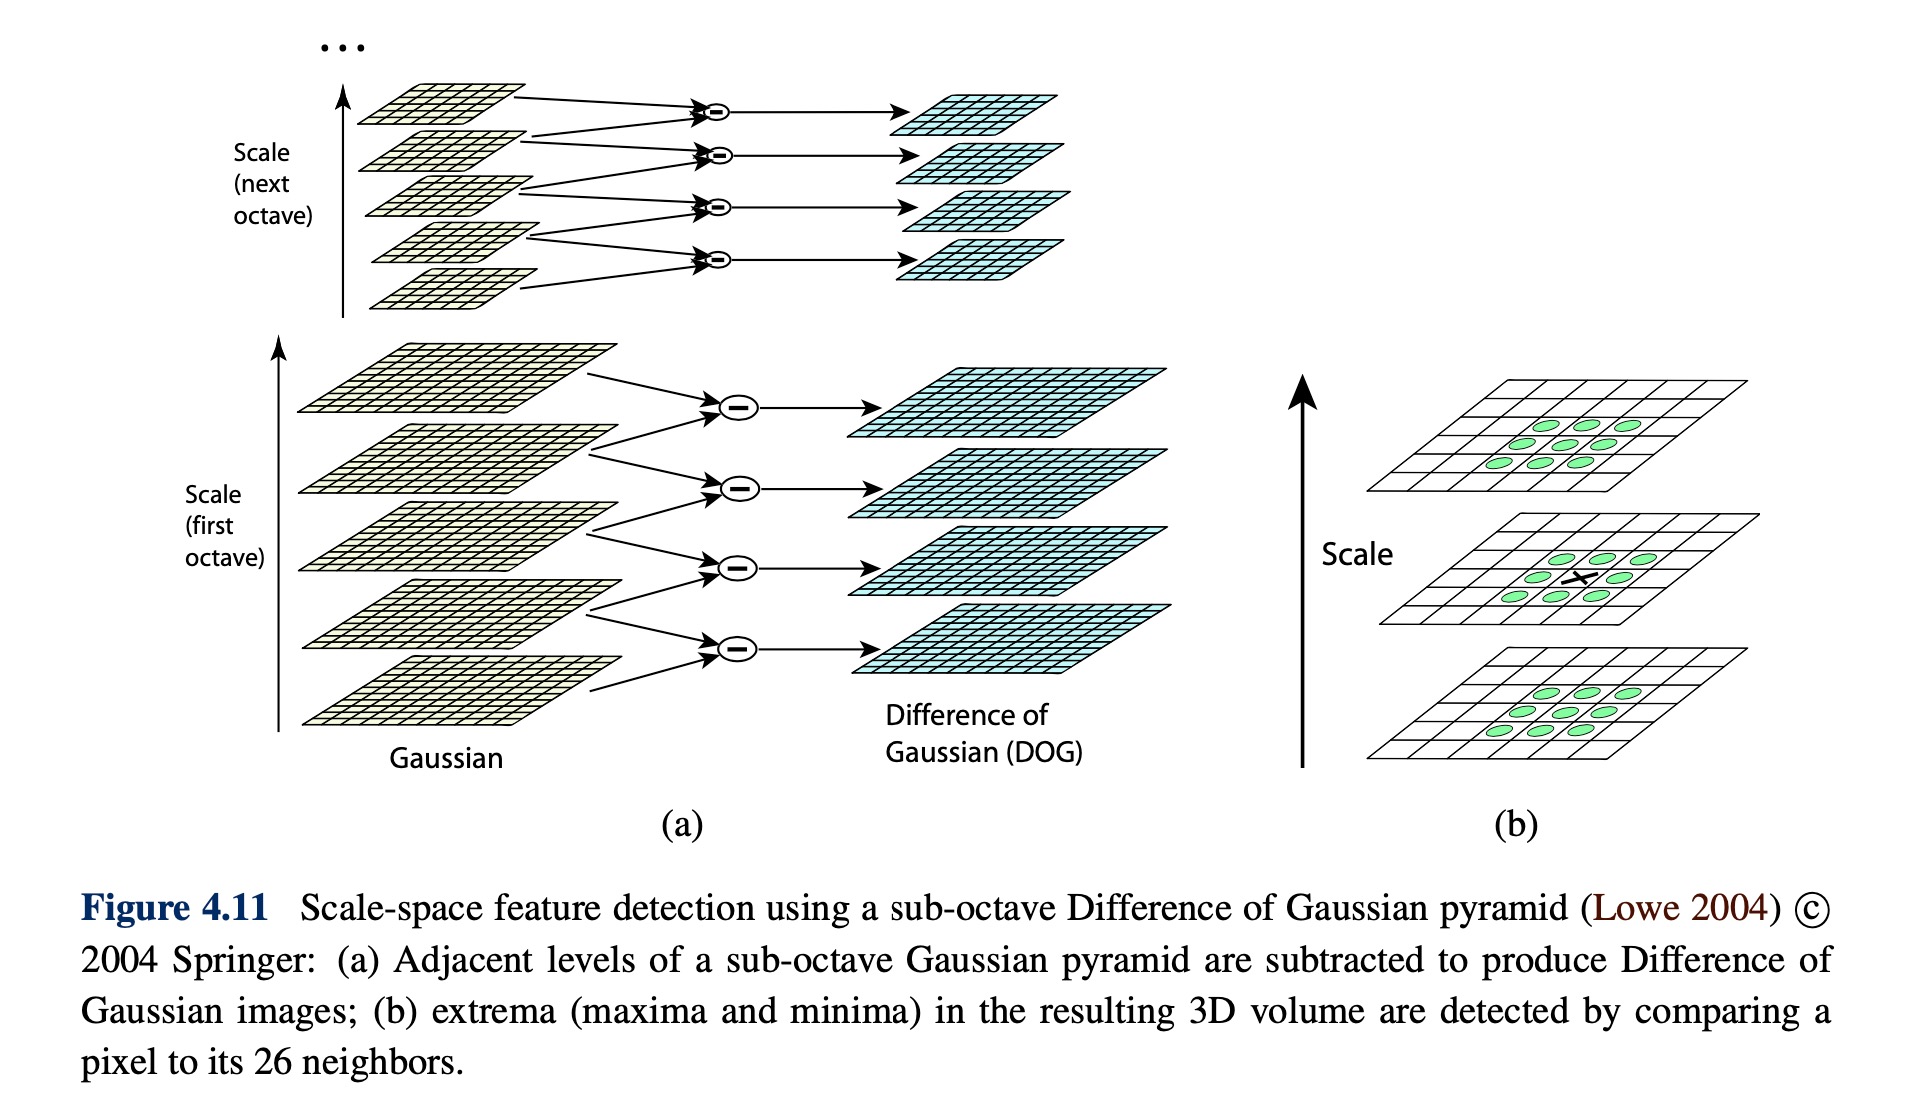 ...
Scale
(next
octave)
Scale
(first
octave)
Gaussian
Difference of
Gaussian (DOG)
Scale
(a)
(b)
Figure 4.11 Scale-space feature detection using a sub-octave Difference of Gaussian pyramid (Lowe 2004) ©
2004 Springer: (a) Adjacent levels of a sub-octave Gaussian pyramid are subtracted to produce Difference of
Gaussian images; (b) extrema (maxima and minima) in the resulting 3D volume are detected by comparing a
pixel to its 26 neighbors.